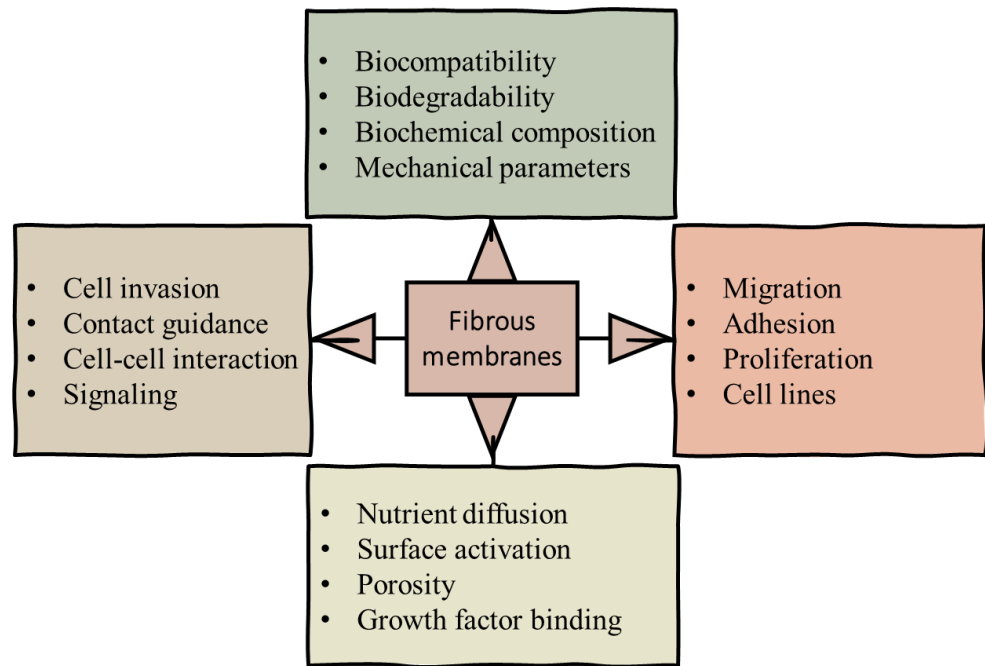 • Biocompatibility
• Biodegradability
• Biochemical composition
• Mechanical parameters
• Cell invasion
• Contact guidance
• Cell-cell interaction
• Signaling
Fibrous
membranes
• Migration
• Adhesion
• Proliferation
• Cell lines
• Nutrient diffusion
• Surface activation
• Porosity
• Growth factor binding